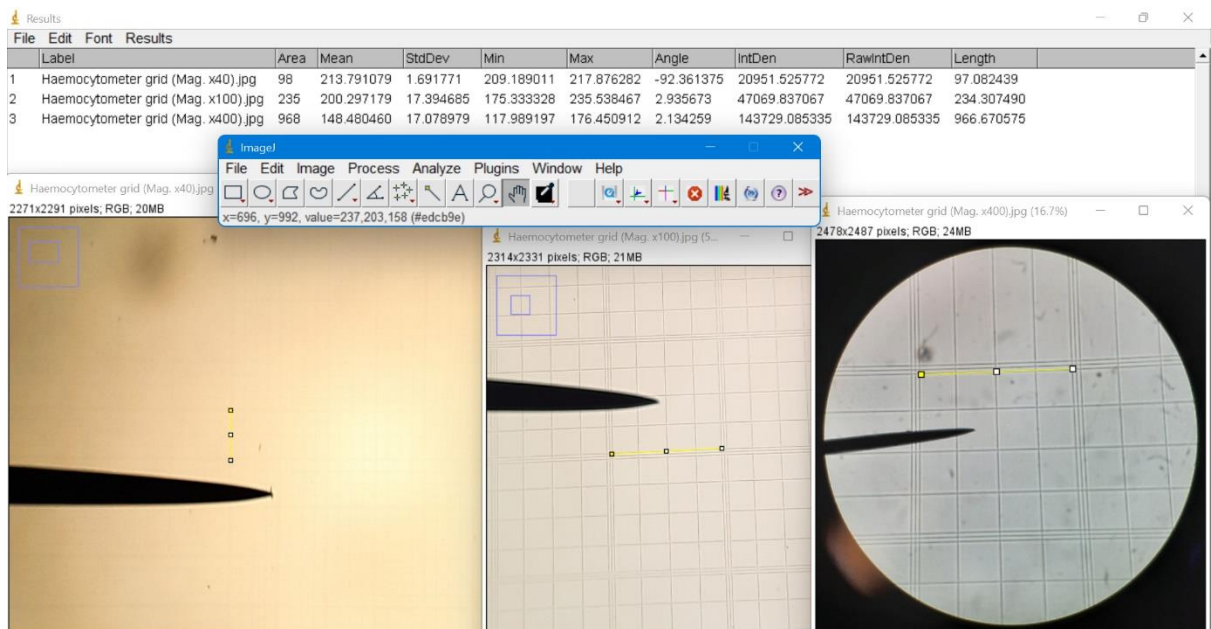 Results
File Edit Font Results
Label Area Mean StdDev Min Max Angle IntDen RawIntDen Length
1 Haemocytometer grid (Mag. x40).jpg 98 213.791079 1.691771 209.189011 217.876282 -92.361375 20951.525772 20951.525772 97.082439
2 Haemocytometer grid (Mag. x100).jpg 235 200.297179 17.394685 175.333328 235.538467 2.935673 47069.837067 47069.837067 234.307490
3 Haemocytometer grid (Mag. x400).jpg 968 148.480460 17.078979 117.989197 176.450912 2.134259 143729.085335 143729.085335 966.670575
ImageJ
File Edit Image Process Analyze Plugins Window Help
A
x=696, y=992, value=237,203,158 (#edcb9e)
Haemocytometer grid (Mag. x40).jpg
2271x2291 pixels; RGB; 20MB
Haemocytometer grid (Mag. x100).jpg (5...
2314x2331 pixels; RGB; 21MB
Haemocytometer grid (Mag. x400).jpg (16.7%)
2478x2487 pixels; RGB; 24MB